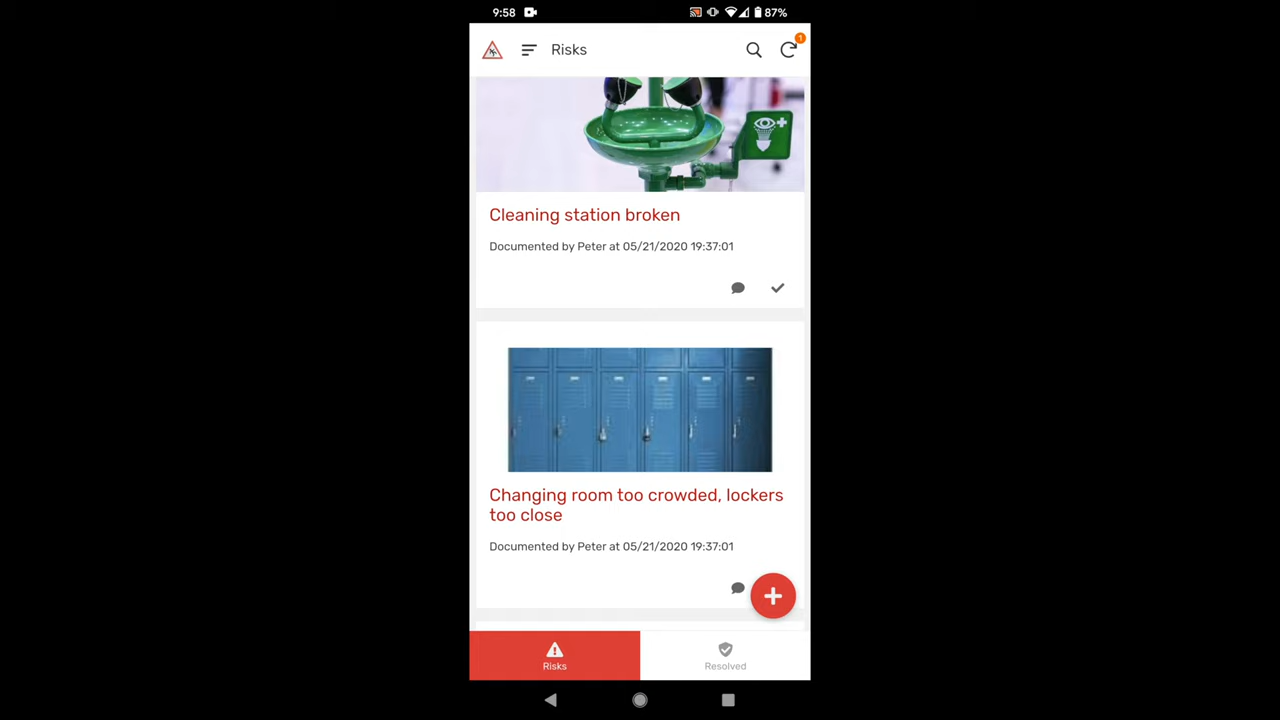 9:58
87%
Risks
1
Cleaning station broken
Documented by Peter at 05/21/2020 19:37:01
Changing room too crowded, lockers
too close
Documented by Peter at 05/21/2020 19:37:01
Risks
Resolved